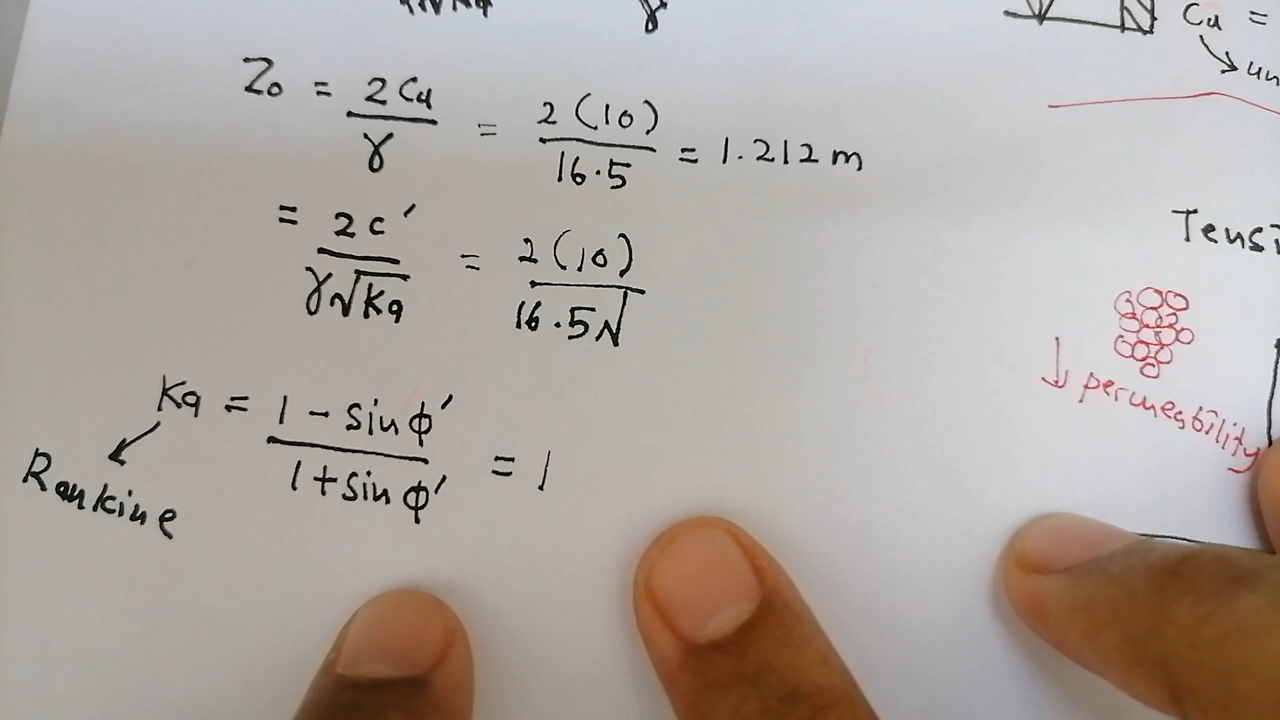 Cu =
Zo = 2Cu/γ = 2(10)/16.5 = 1.212 m
= 2c'/γ√Ka = 2(10)/16.5√
Ka = 1 - sin ϕ'/1 + sin ϕ' = 1
Rankine
Tensi
↓ permeability